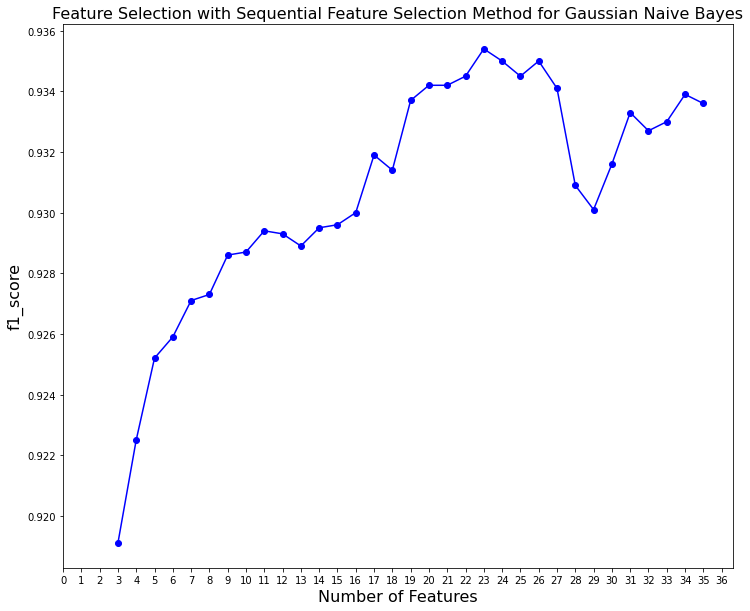 Feature Selection with Sequential Feature Selection Method for Gaussian Naive Bayes
0.936
0.934
0.932
0.930
0.928
0.926
0.924
0.922
0.920
f1_score
0 1 2 3 4 5 6 7 8 9 10 11 12 13 14 15 16 17 18 19 20 21 22 23 24 25 26 27 28 29 30 31 32 33 34 35 36
Number of Features